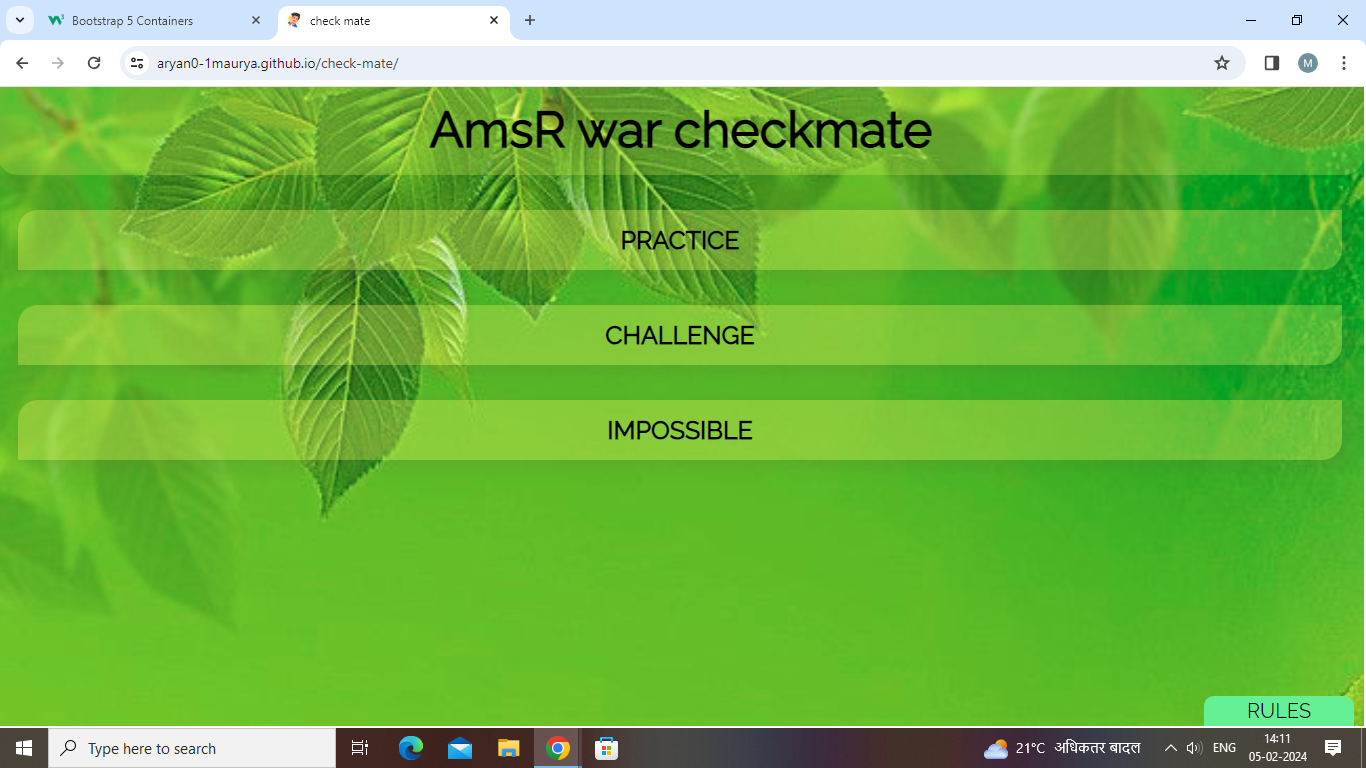 Bootstrap 5 Containers
check mate
aryan0-1maurya.github.io/check-mate/
M
AmsR war checkmate
PRACTICE
CHALLENGE
IMPOSSIBLE
RULES
Type here to search
21°C अधिकतर बादल
ENG
14:11
05-02-2024